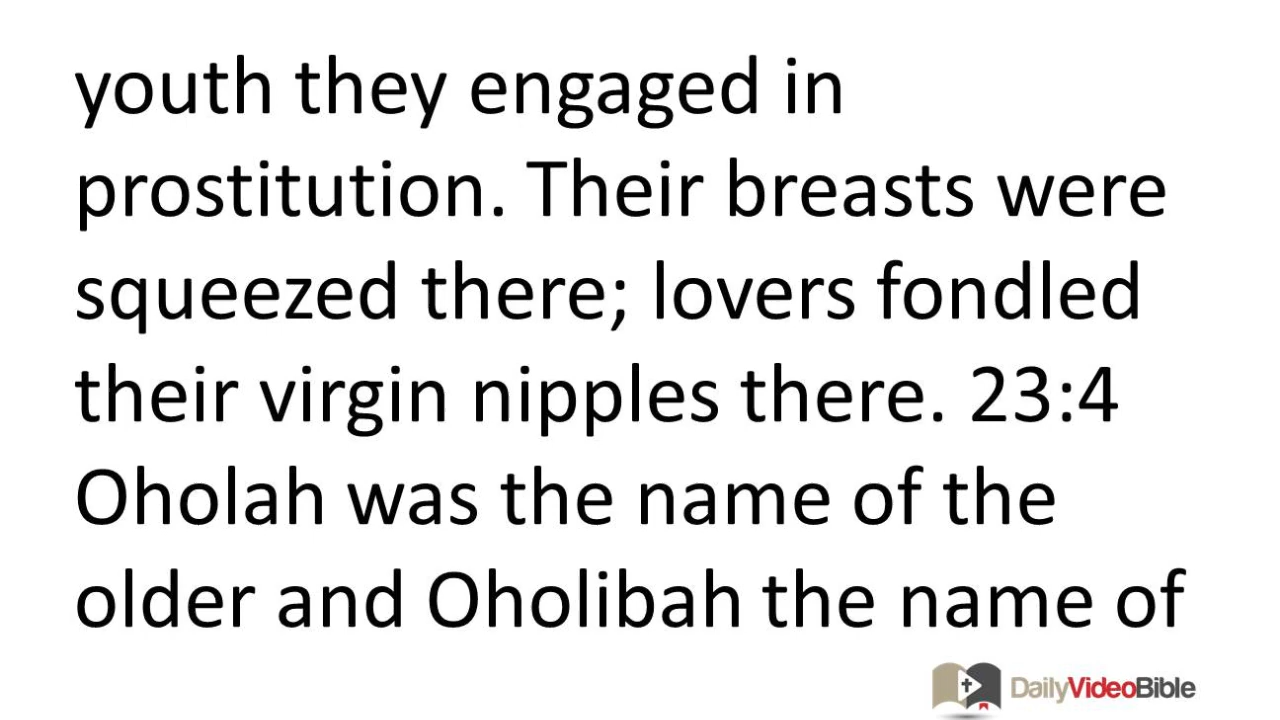 youth they engaged in
prostitution. Their breasts were
squeezed there; lovers fondled
their virgin nipples there. 23:4
Oholah was the name of the
older and Oholibah the name of
DailyVideoBible